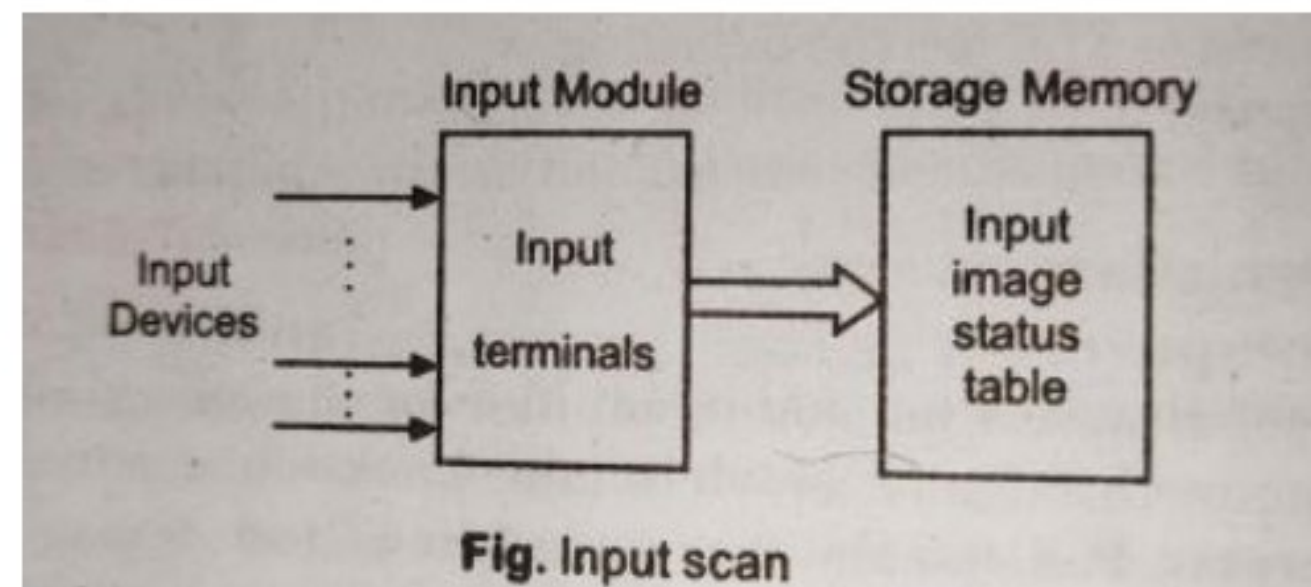 Input Module
Storage Memory
Input
Devices
Input
terminals
Input
image
status
table
Fig. Input scan